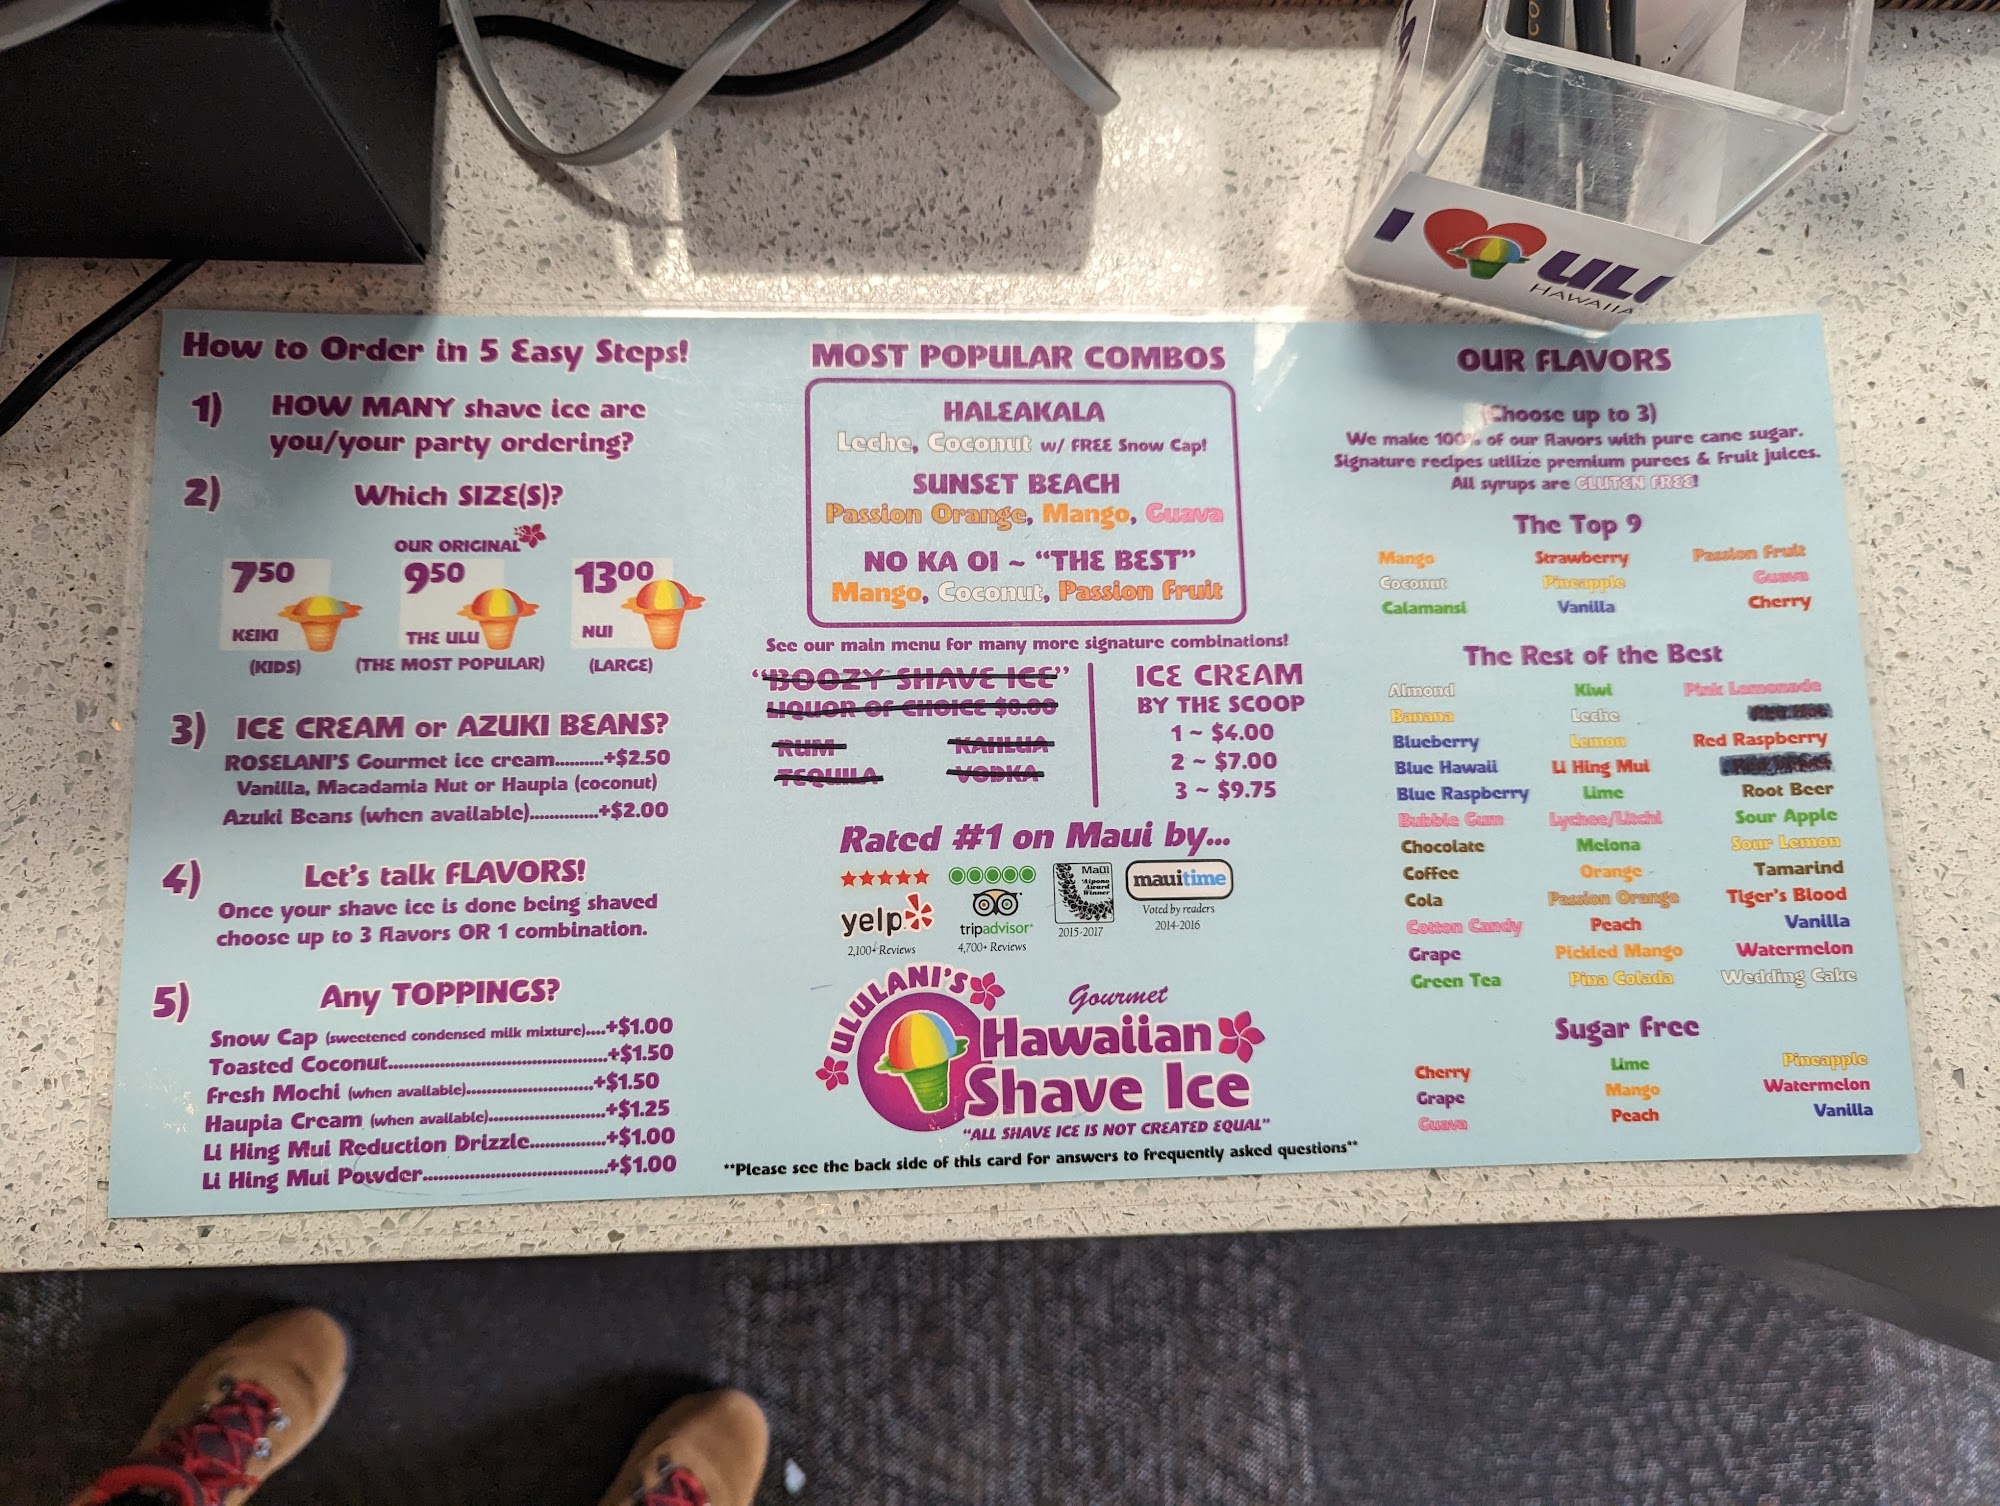 I ULU
HAWAIIA
How to Order in 5 Easy Steps!
1) HOW MANY shave ice are
you/your party ordering?
2) Which SIZE(S)?
OUR ORIGINAL
750 950 1300
KEIKI THE ULU NUI
(KIDS) (THE MOST POPULAR) (LARGE)
3) ICE CREAM or AZUKI BEANS?
ROSELANI'S Gourmet ice cream..........+$2.50
Vanilla, Macadamia Nut or Haupia (coconut)
Azuki Beans (when available)..............+$2.00
4) Let's talk FLAVORS!
Once your shave ice is done being shaved
choose up to 3 flavors OR 1 combination.
5) Any TOPPINGS?
Snow Cap (sweetened condensed milk mixture)....+$1.00
Toasted Coconut........................................+$1.50
Fresh Mochi (when available).......................+$1.50
Haupia Cream (when available).....................+$1.25
Li Hing Mui Reduction Drizzle..............+$1.00
Li Hing Mui Powder.................................+$1.00
MOST POPULAR COMBOS
HALEAKALA
Leche, Coconut w/ FREE Snow Cap!
SUNSET BEACH
Passion Orange, Mango, Guava
NO KA OI ~ "THE BEST"
Mango, Coconut, Passion Fruit
See our main menu for many more signature combinations!
"BOOZY SHAVE ICE"
LIQUOR OF CHOICE $8.00
RUM KAHLUA
TEQUILA VODKA
ICE CREAM
BY THE SCOOP
1 ~ $4.00
2 ~ $7.00
3 ~ $9.75
Rated #1 on Maui by...
yelp
2,100+ Reviews
tripadvisor
4,700+ Reviews
Maui
'Aipono
Award
Winner
2015-2017
mauitime
Voted by readers
2014-2016
ULULANI'S
Gourmet
Hawaiian
Shave Ice
"ALL SHAVE ICE IS NOT CREATED EQUAL"
**Please see the back side of this card for answers to frequently asked questions**
OUR FLAVORS
(Choose up to 3)
We make 100% of our flavors with pure cane sugar.
Signature recipes utilize premium purees & fruit juices.
All syrups are GLUTEN FREE!
The Top 9
Mango Strawberry Passion Fruit
Coconut Pineapple Guava
Calamansi Vanilla Cherry
The Rest of the Best
Almond Kiwi Pink Lemonade
Banana Leche
Blueberry Lemon Red Raspberry
Blue Hawaii Li Hing Mui
Blue Raspberry Lime Root Beer
Bubble Gum Lychee/Litchi Sour Apple
Chocolate Melona Sour Lemon
Coffee Orange Tamarind
Cola Passion Orange Tiger's Blood
Cotton Candy Peach Vanilla
Grape Pickled Mango Watermelon
Green Tea Pina Colada Wedding Cake
Sugar Free
Cherry Lime Pineapple
Grape Mango Watermelon
Guava Peach Vanilla